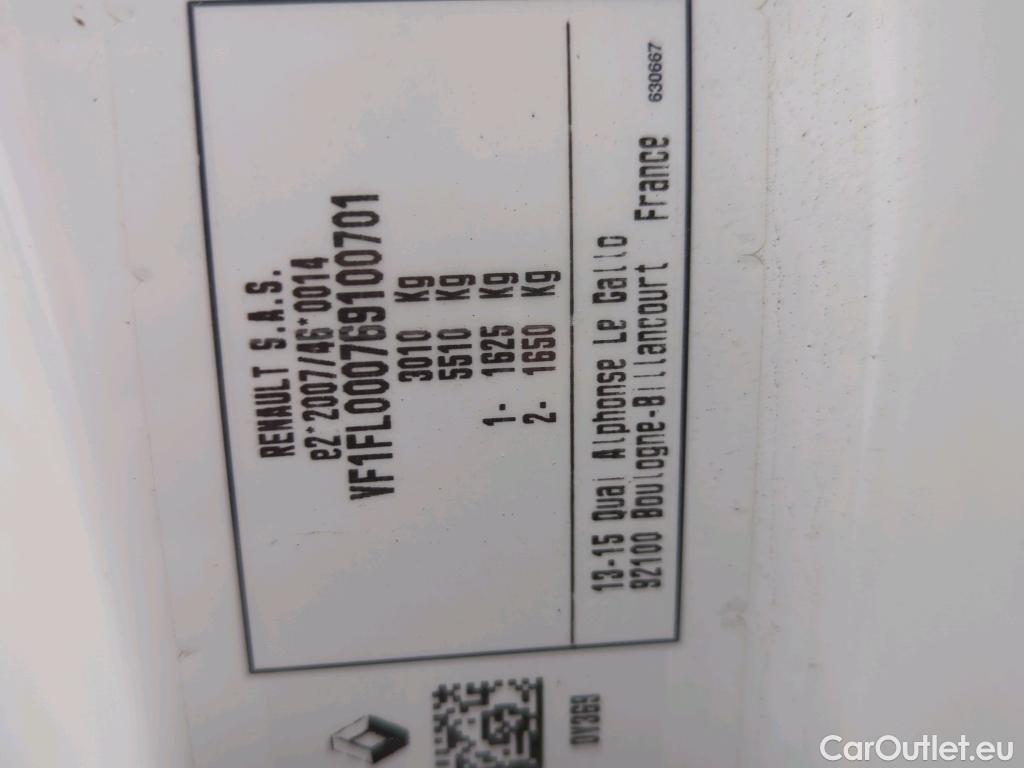 RENAULT S.A.S.
e2*2007/46*0014
VF1FL000769100701
3010 Kg
5510 Kg
1- 1625 Kg
2- 1650 Kg
13-15 Quai Alphonse Le Gallo
92100 Boulogne-Billancourt France
630667
DV369
CarOutlet.eu